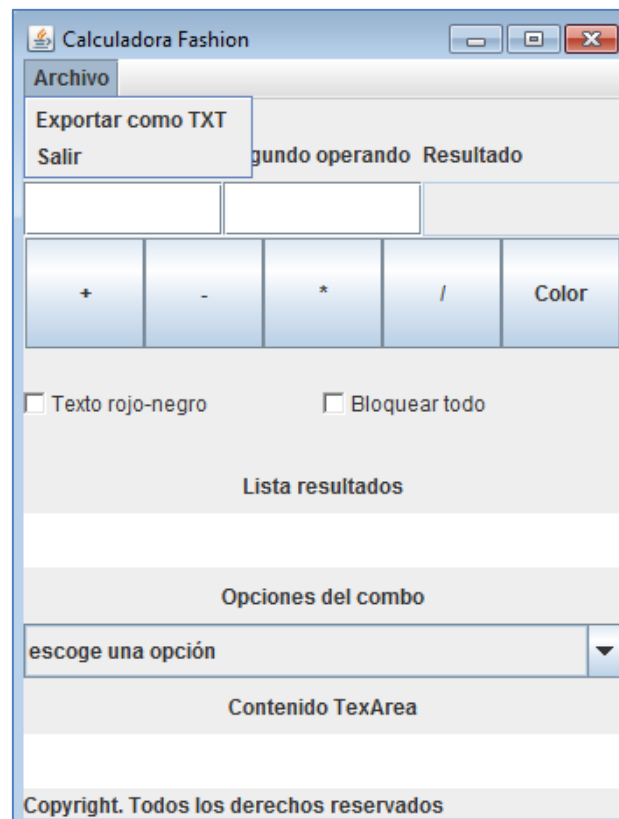 Calculadora Fashion
Archivo
Exportar como TXT
Salir
gundo operando Resultado
+ - * / Color
Texto rojo-negro Bloquear todo
Lista resultados
Opciones del combo
escoge una opción
Contenido TexArea
Copyright. Todos los derechos reservados